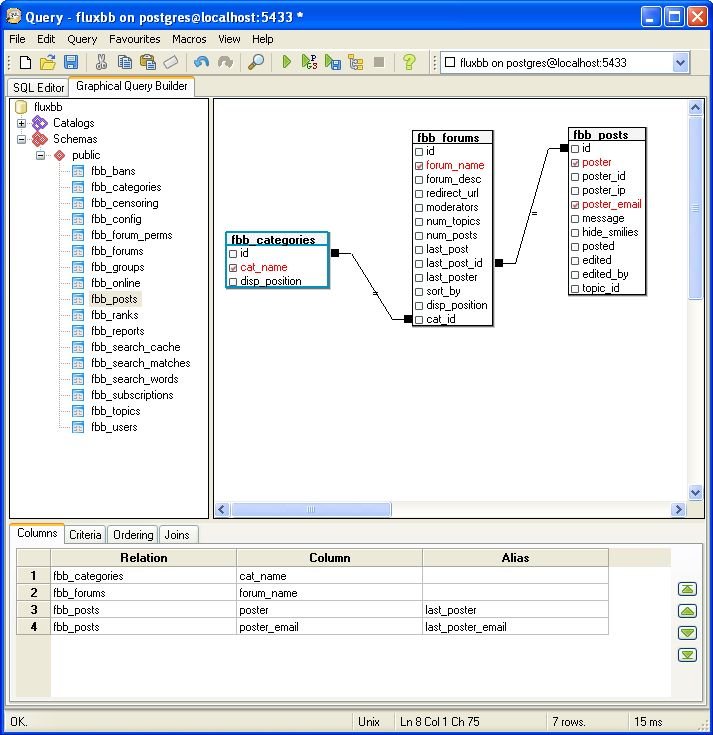 Query - fluxbb on postgres@localhost:5433 *
File Edit Query Favourites Macros View Help
fluxbb on postgres@localhost:5433
SQL Editor Graphical Query Builder
fluxbb
Catalogs
Schemas
public
fbb_bans
fbb_categories
fbb_censoring
fbb_config
fbb_forum_perms
fbb_forums
fbb_groups
fbb_online
fbb_posts
fbb_ranks
fbb_reports
fbb_search_cache
fbb_search_matches
fbb_search_words
fbb_subscriptions
fbb_topics
fbb_users
fbb_categories
id
cat_name
disp_position
=
fbb_forums
id
forum_name
forum_desc
redirect_url
moderators
num_topics
num_posts
last_post
last_post_id
last_poster
sort_by
disp_position
cat_id
=
fbb_posts
id
poster
poster_id
poster_ip
poster_email
message
hide_smilies
posted
edited
edited_by
topic_id
Columns Criteria Ordering Joins
Relation Column Alias
1 fbb_categories cat_name
2 fbb_forums forum_name
3 fbb_posts poster last_poster
4 fbb_posts poster_email last_poster_email
OK. Unix Ln 8 Col 1 Ch 75 7 rows. 15 ms